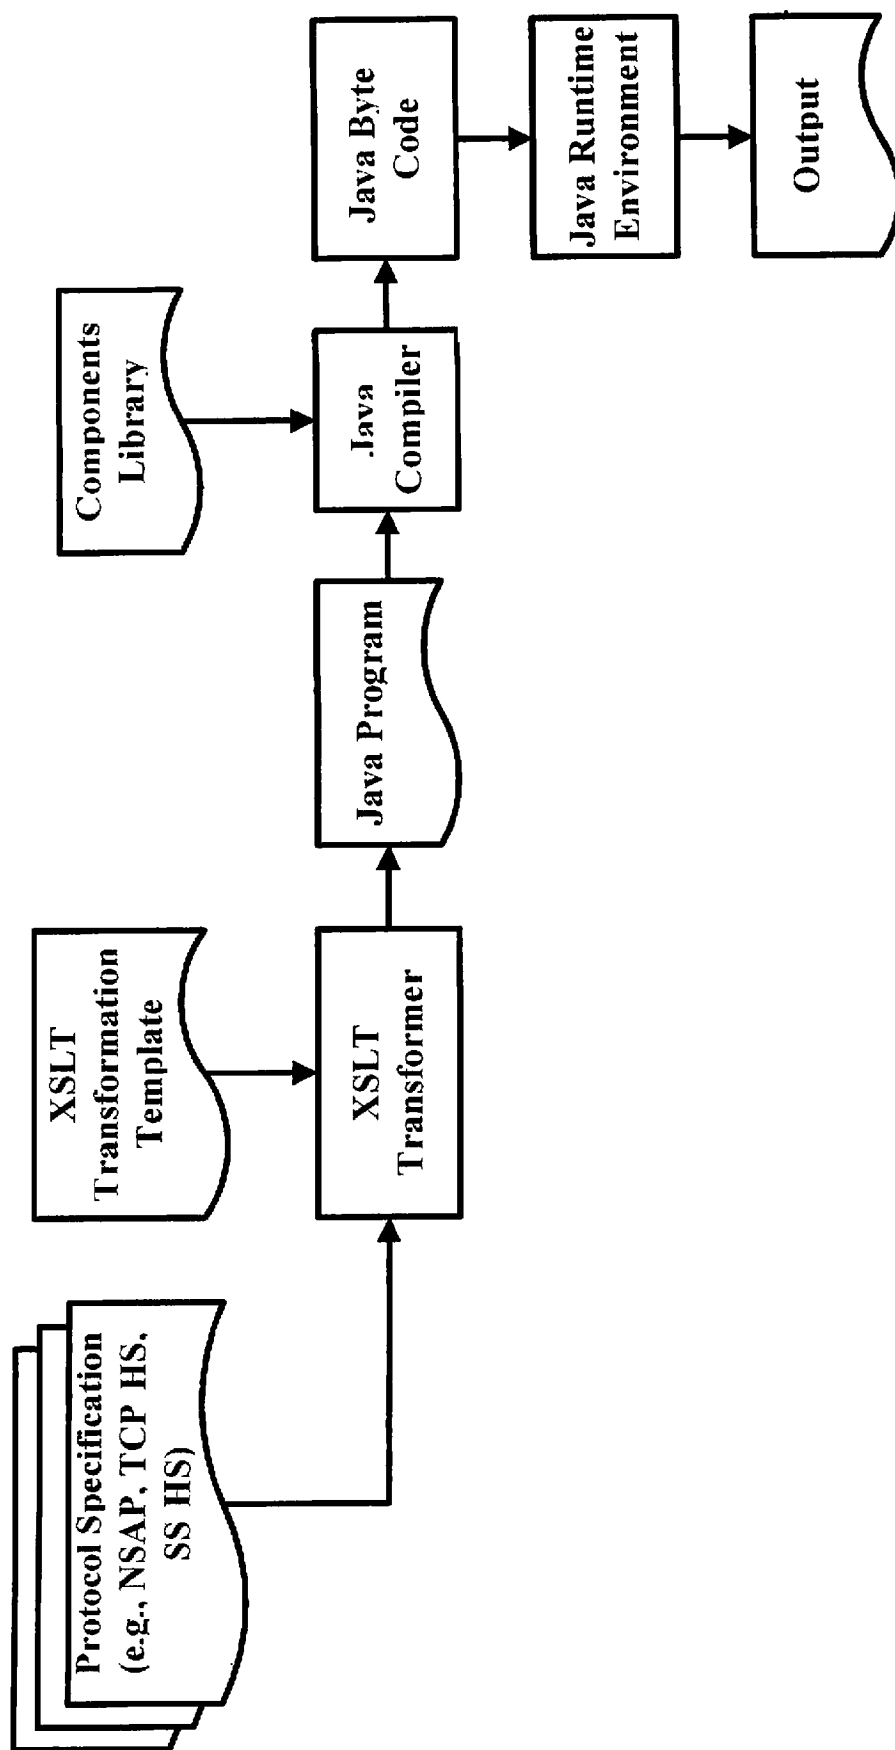 Protocol Specification
(e.g., NSAP, TCP HS,
SS HS)
XSLT
Transformation
Template
XSLT
Transformer
Java Program
Components
Library
Java
Compiler
Java Byte
Code
Java Runtime
Environment
Output